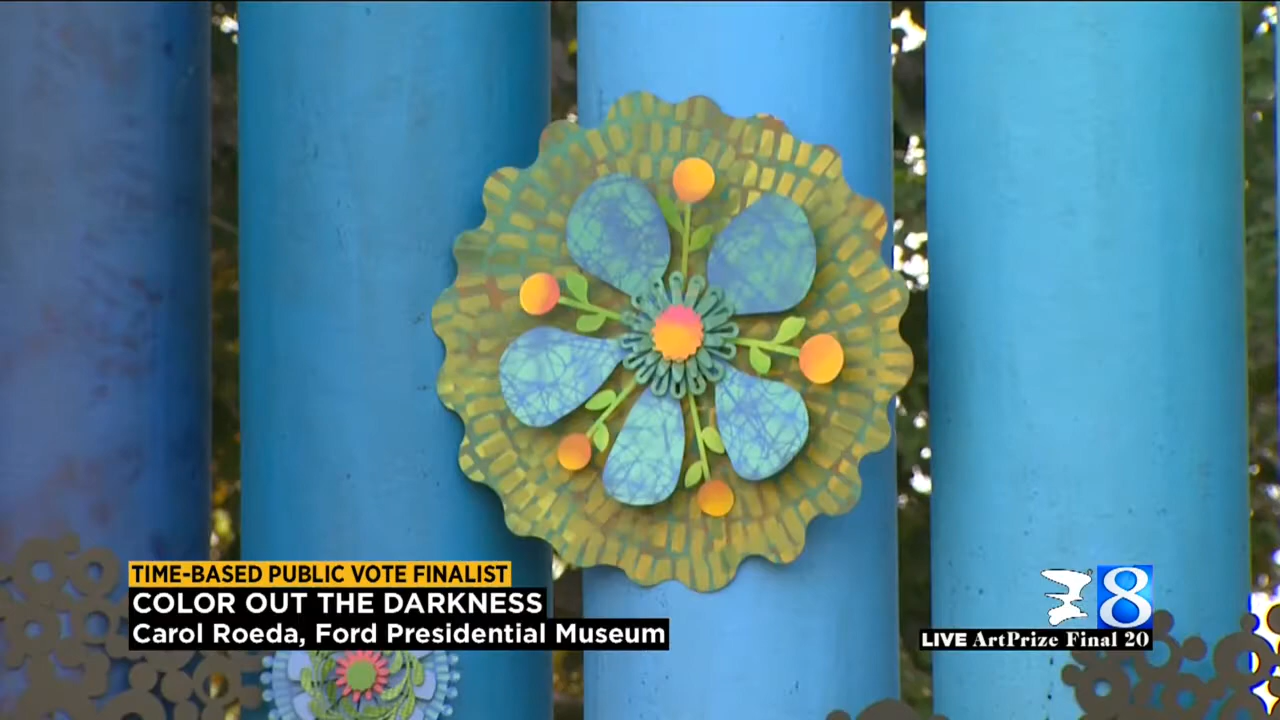 TIME-BASED PUBLIC VOTE FINALIST
COLOR OUT THE DARKNESS
Carol Roeda, Ford Presidential Museum
8
LIVE ArtPrize Final 20